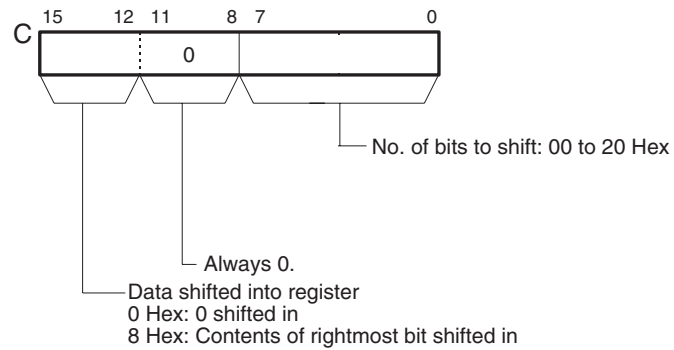 15 12 11 8 7 0
C
0
No. of bits to shift: 00 to 20 Hex
Always 0.
Data shifted into register
0 Hex: 0 shifted in
8 Hex: Contents of rightmost bit shifted in